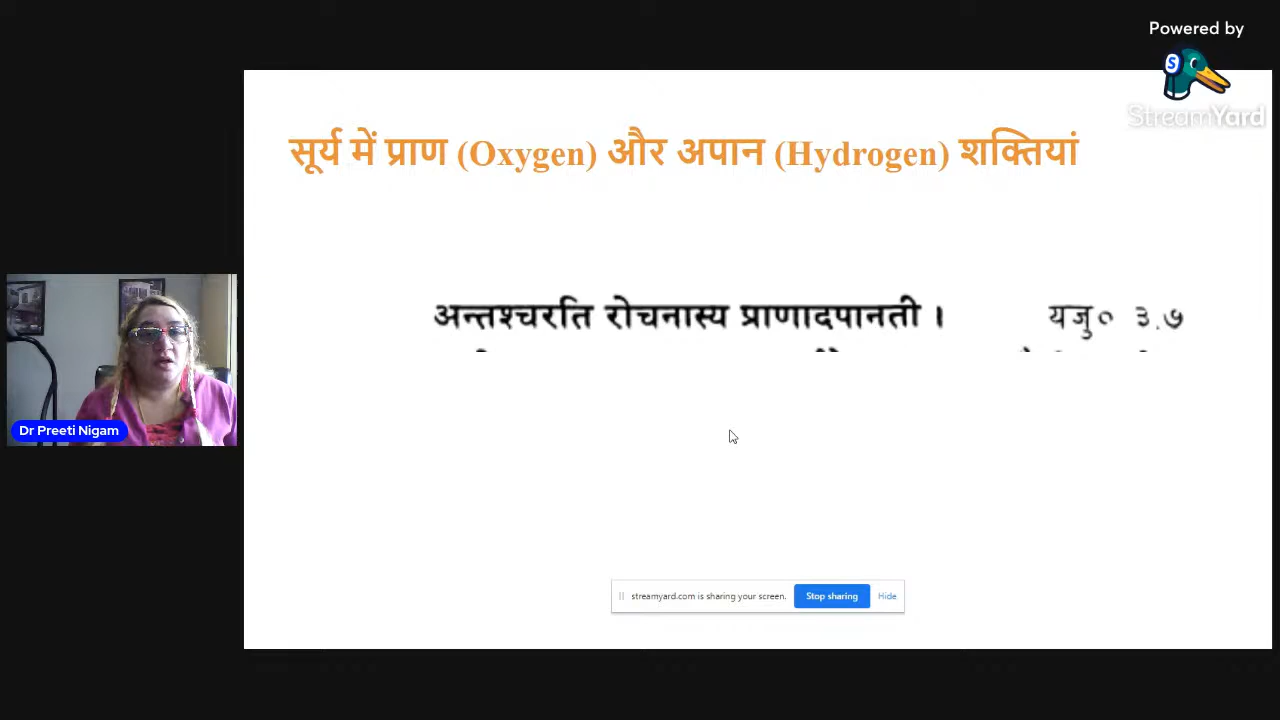 Powered by
StreamYard
सूर्य में प्राण (Oxygen) और अपान (Hydrogen) शक्तियां
अन्तश्चरति रोचनास्य प्राणादपानती । यजु० ३.७
Dr Preeti Nigam
streamyard.com is sharing your screen. Stop sharing Hide